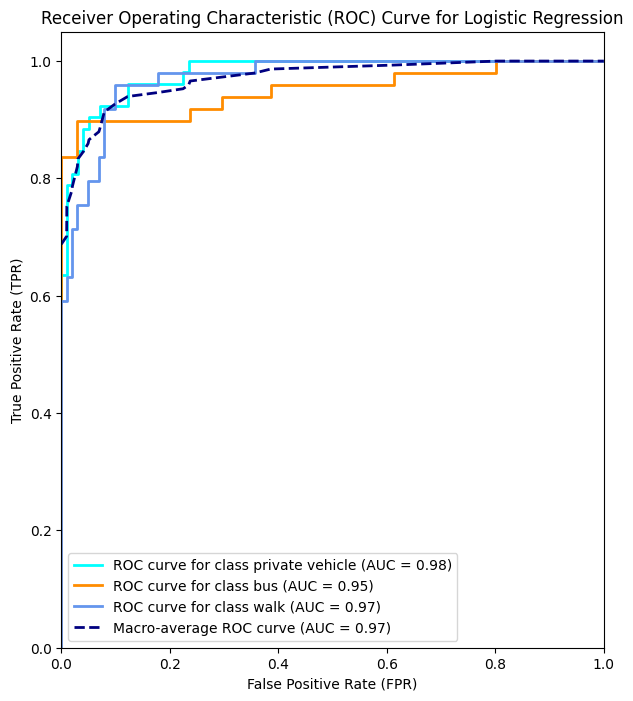 Receiver Operating Characteristic (ROC) Curve for Logistic Regression
1.0
0.8
0.6
0.4
0.2
0.0
True Positive Rate (TPR)
ROC curve for class private vehicle (AUC = 0.98)
ROC curve for class bus (AUC = 0.95)
ROC curve for class walk (AUC = 0.97)
Macro-average ROC curve (AUC = 0.97)
0.0 0.2 0.4 0.6 0.8 1.0
False Positive Rate (FPR)